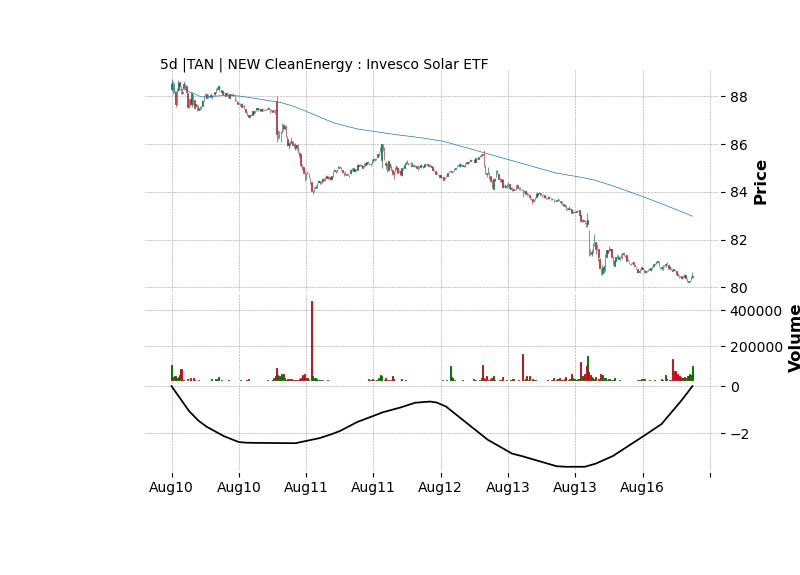 5d |TAN | NEW CleanEnergy : Invesco Solar ETF
88
86
84
82
80
Price
400000
200000
Volume
0
−2
Aug10 Aug10 Aug11 Aug11 Aug12 Aug13 Aug13 Aug16